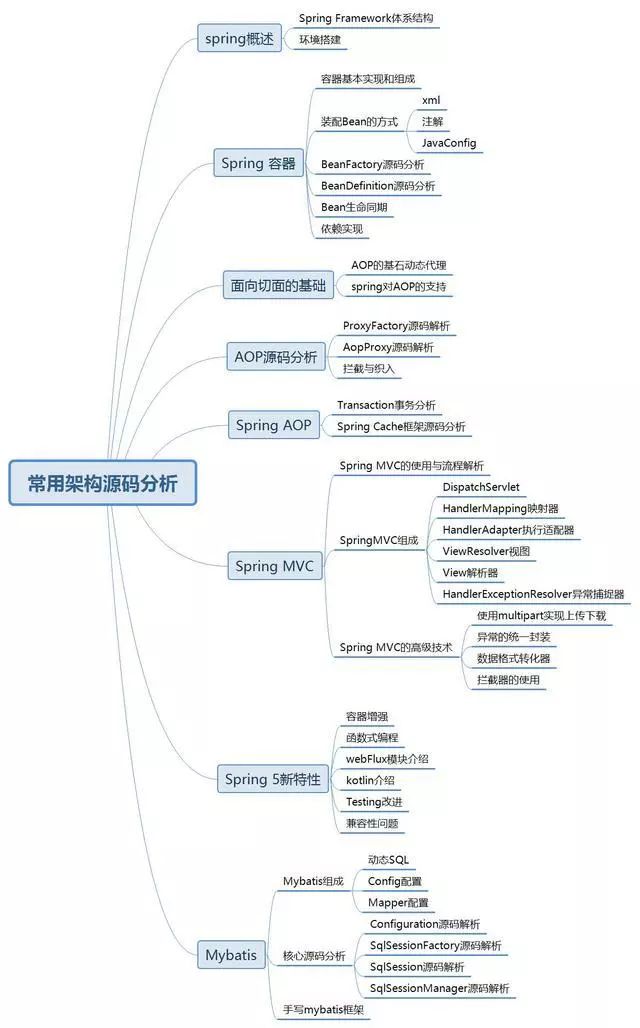 常用架构源码分析
spring概述
Spring Framework体系结构
环境搭建
Spring 容器
容器基本实现和组成
装配Bean的方式
xml
注解
JavaConfig
BeanFactory源码分析
BeanDefinition源码分析
Bean生命同期
依赖实现
面向切面的基础
AOP的基石动态代理
spring对AOP的支持
AOP源码分析
ProxyFactory源码解析
AopProxy源码解析
拦截与织入
Spring AOP
Transaction事务分析
Spring Cache框架源码分析
Spring MVC
Spring MVC的使用与流程解析
SpringMVC组成
DispatchServlet
HandlerMapping映射器
HandlerAdapter执行适配器
ViewResolver视图
View解析器
HandlerExceptionResolver异常捕捉器
Spring MVC的高级技术
使用multipart实现上传下载
异常的统一封装
数据格式转化器
拦截器的使用
Spring 5新特性
容器增强
函数式编程
webFlux模块介绍
kotlin介绍
Testing改进
兼容性问题
Mybatis
Mybatis组成
动态SQL
Config配置
Mapper配置
核心源码分析
Configuration源码解析
SqlSessionFactory源码解析
SqlSession源码解析
SqlSessionManager源码解析
手写mybatis框架